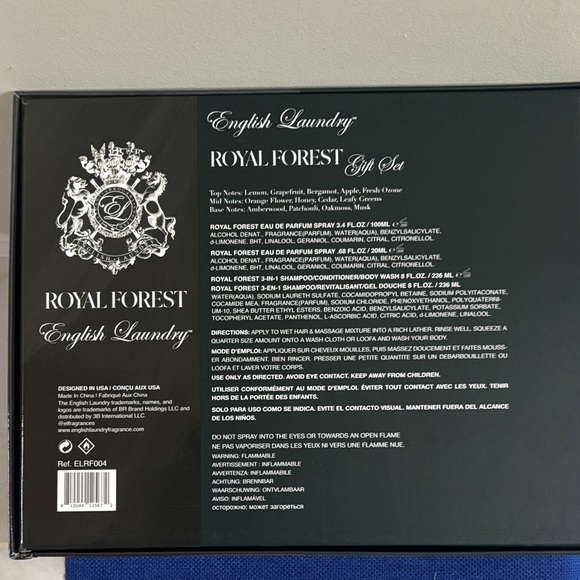 English Laundry™
ROYAL FOREST Gift Set
Top Notes: Lemon, Grapefruit, Bergamot, Apple, Fresh Ozone
Mid Notes: Orange Flower, Honey, Cedar, Leafy Greens
Base Notes: Amberwood, Patchouli, Oakmoss, Musk
ROYAL FOREST EAU DE PARFUM SPRAY 3.4 FL.OZ / 100ML
ALCOHOL DENAT., FRAGRANCE(PARFUM), WATER(AQUA), BENZYLSALICYLATE,
d-LIMONENE, BHT, LINALOOL, GERANIOL, COUMARIN, CITRAL, CITRONELLOL.
ROYAL FOREST EAU DE PARFUM SPRAY .68 FL.OZ / 20ML
ALCOHOL DENAT., FRAGRANCE(PARFUM), WATER(AQUA), BENZYLSALICYLATE,
d-LIMONENE, BHT, LINALOOL, GERANIOL, COUMARIN, CITRAL, CITRONELLOL.
ROYAL FOREST 3-IN-1 SHAMPOO/CONDITIONER/BODY WASH 8 FL.OZ / 236 ML
ROYAL FOREST 3-EN-1 SHAMPOO/REVITALISANT/GEL DOUCHE 8 FL.OZ / 236 ML
WATER(AQUA), SODIUM LAURETH SULFATE, COCAMIDOPROPYL BETAINE, SODIUM POLYITACONATE,
COCAMIDE MEA, FRAGRANCE(PARFUM), SODIUM CHLORIDE, PHENOXYETHANOL, POLYQUATERNI-
UM-10, SHEA BUTTER ETHYL ESTERS, BENZOIC ACID, BENZYLSALICYLATE, POTASSIUM SORBATE,
TOCOPHERYL ACETATE, PANTHENOL, L-ASCORBIC ACID, CITRIC ACID, d-LIMONENE, LINALOOL.
DIRECTIONS: APPLY TO WET HAIR & MASSAGE MIXTURE INTO A RICH LATHER. RINSE WELL. SQUEEZE A
QUARTER SIZE AMOUNT ONTO A WASH CLOTH OR LOOFA AND WASH YOUR BODY.
MODE D'EMPLOI: APPLIQUER SUR CHEVEUX MOUILLES, PUIS MASSEZ DOUCEMENT ET FAITES MOUSS-
ER ABONDAMMENT. BIEN RINCER. PRESSER UNE PETITE QUANTITE SUR UN DEBARBOUILLETTE OU
LOOFA ET LAVER VOTRE CORPS.
USE ONLY AS DIRECTED. AVOID EYE CONTACT. KEEP AWAY FROM CHILDREN.
UTILISER CONFORMÉMENT AU MODE D'EMPLOI. ÉVITER TOUT CONTACT AVEC LES YEUX. TENIR
HORS DE LA PORTÉE DES ENFANTS.
SOLO PARA USO COMO SE INDICA. EVITE EL CONTACTO VISUAL. MANTENER FUERA DEL ALCANCE
DE LOS NIÑOS.
DO NOT SPRAY INTO THE EYES OR TOWARDS AN OPEN FLAME
NE PAS VAPORISER DANS LES YEUX NI VERS UNE FLAMME NUE.
WARNING: FLAMMABLE
AVERTISSEMENT : INFLAMMABLE
AVVERTENZE: INFIAMMABILE
ACHTUNG: BRENNBAR
WAARSCHUWING: ONTVLAMBAAR
AVISO: INFLAMÁVEL
осторожно: может загореться
EL
ROYAL FOREST
English Laundry™
DESIGNED IN USA I CONÇU AUX USA
Made In China I Fabriqué Aux China
The English Laundry trademarks, names, and
logos are trademarks of BR Brand Holdings LLC and
distributed by 3B International LLC.
@elfragrances
www.englishlaundryfragrance.com
Ref. ELRF004
8 10044 12567 2